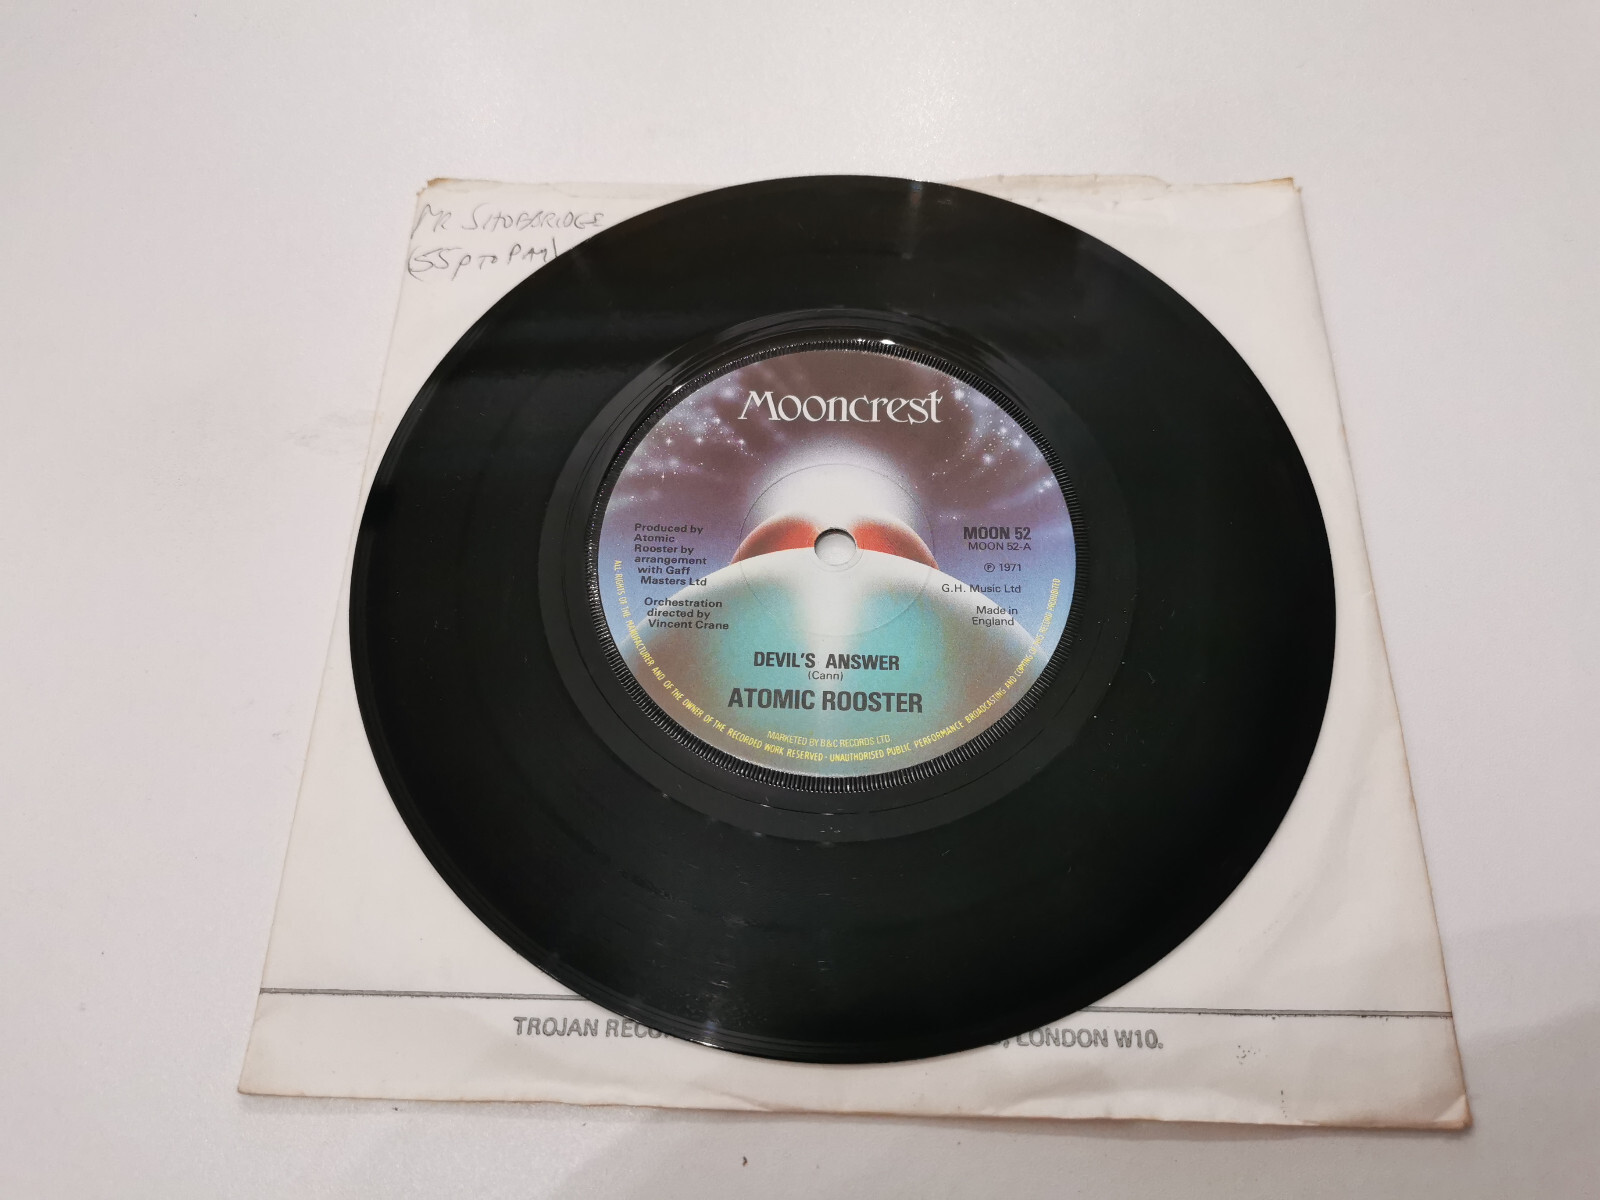 MR SHOBBRIDGE
(55p TO PAY)
Mooncrest
Produced by
Atomic
Rooster by
arrangement
with Gaff
Masters Ltd
Orchestration
directed by
Vincent Crane
MOON 52
MOON 52-A
℗ 1971
G.H. Music Ltd
Made in
England
DEVIL'S ANSWER
(Cann)
ATOMIC ROOSTER
MARKETED BY B&C RECORDS LTD
ALL RIGHTS OF THE MANUFACTURER AND OF THE OWNER OF THE RECORDED WORK RESERVED · UNAUTHORISED PUBLIC PERFORMANCE BROADCASTING AND COPYING OF THIS RECORD PROHIBITED
TROJAN LONDON W10.